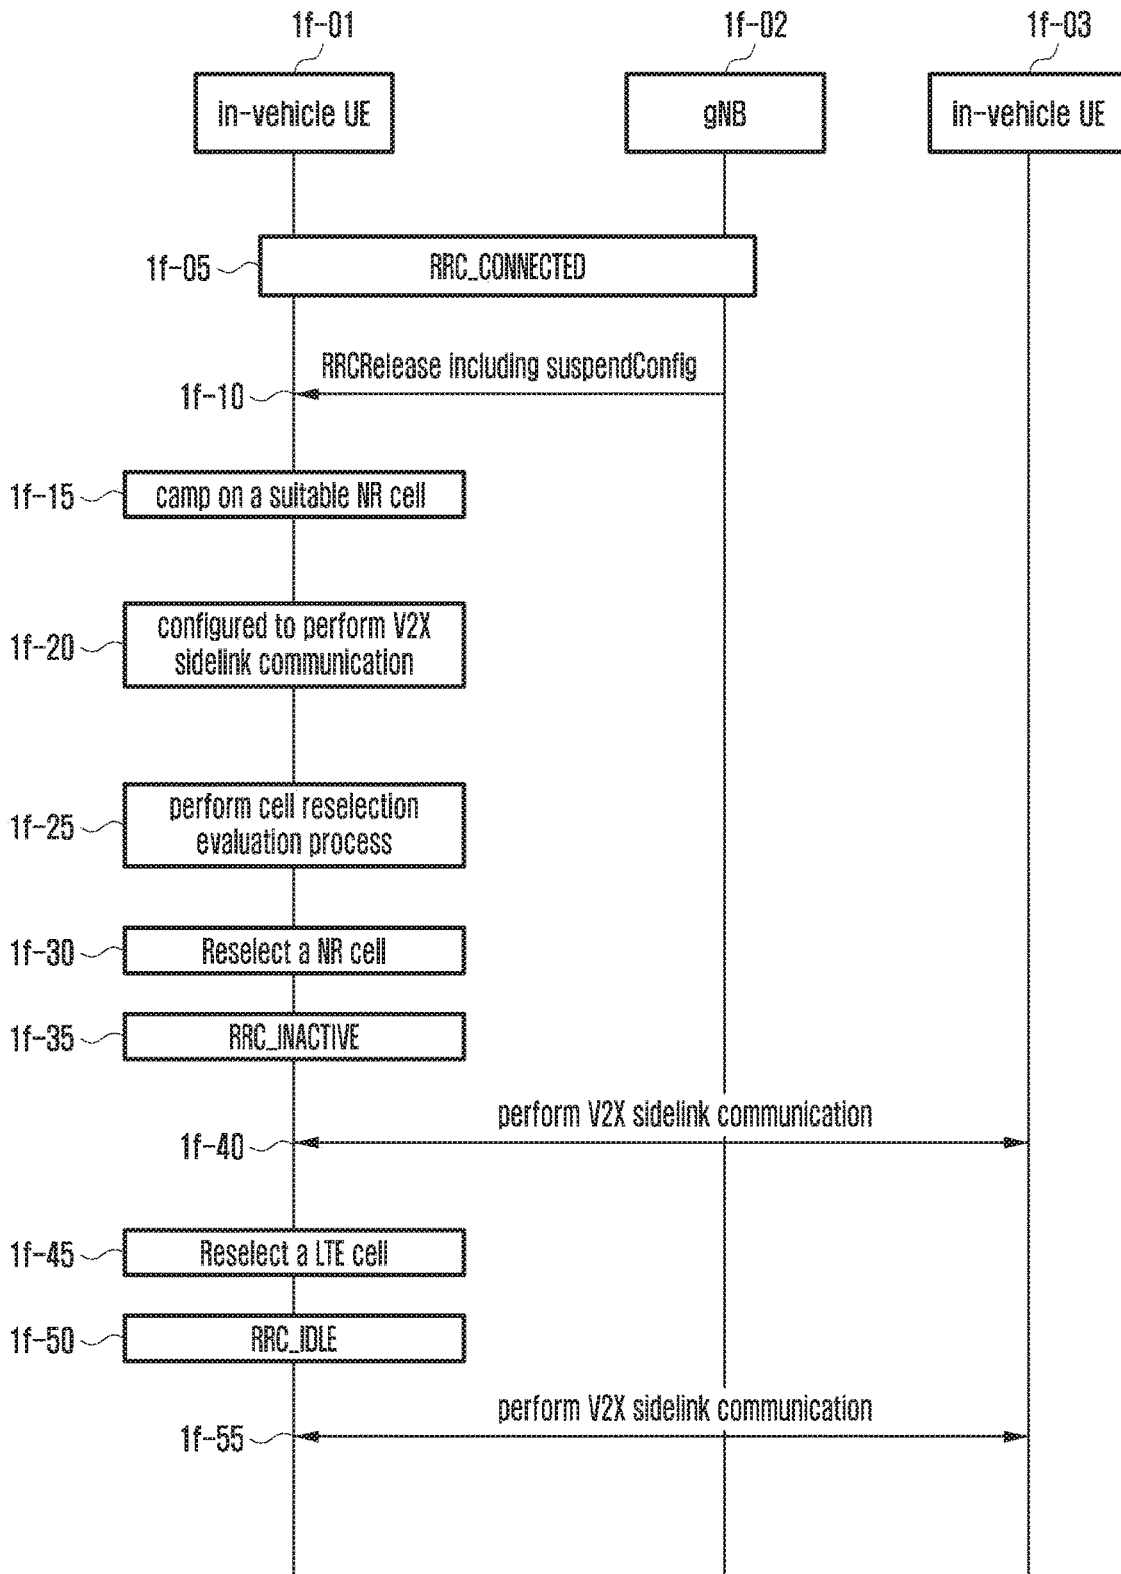 1f-01
1f-02
1f-03
in-vehicle UE
gNB
in-vehicle UE
1f-05
RRC_CONNECTED
RRCRelease including suspendConfig
1f-10
1f-15
camp on a suitable NR cell
1f-20
configured to perform V2X
sidelink communication
1f-25
perform cell reselection
evaluation process
1f-30
Reselect a NR cell
1f-35
RRC_INACTIVE
perform V2X sidelink communication
1f-40
1f-45
Reselect a LTE cell
1f-50
RRC_IDLE
perform V2X sidelink communication
1f-55